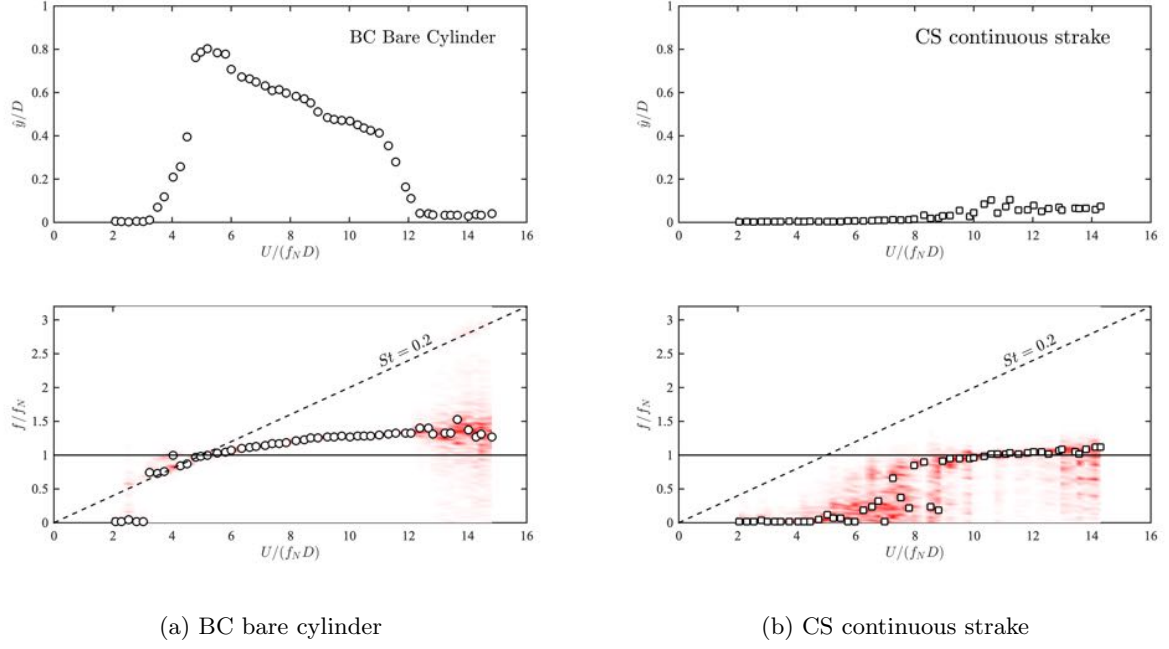 1
0.8
0.6
0.4
0.2
0
ŷ/D
BC Bare Cylinder
0 2 4 6 8 10 12 14 16
U/(f_N D)
1
0.8
0.6
0.4
0.2
0
ŷ/D
CS continuous strake
0 2 4 6 8 10 12 14 16
U/(f_N D)
3
2.5
2
1.5
1
0.5
0
f/f_N
St = 0.2
0 2 4 6 8 10 12 14 16
U/(f_N D)
3
2.5
2
1.5
1
0.5
0
f/f_N
St = 0.2
0 2 4 6 8 10 12 14 16
U/(f_N D)
(a) BC bare cylinder
(b) CS continuous strake